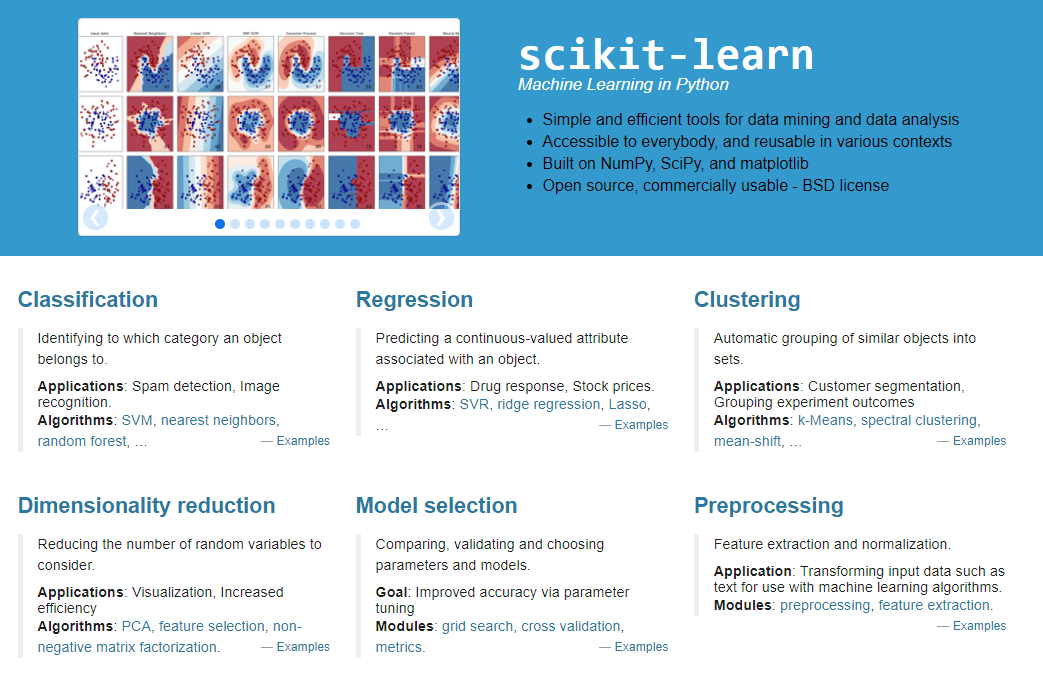 Input data Nearest Neighbors Linear SVM RBF SVM Gaussian Process Decision Tree Random Forest
scikit-learn
Machine Learning in Python
Simple and efficient tools for data mining and data analysis
Accessible to everybody, and reusable in various contexts
Built on NumPy, SciPy, and matplotlib
Open source, commercially usable - BSD license
Classification
Identifying to which category an object
belongs to.
Applications: Spam detection, Image
recognition.
Algorithms: SVM, nearest neighbors,
random forest, … — Examples
Regression
Predicting a continuous-valued attribute
associated with an object.
Applications: Drug response, Stock prices.
Algorithms: SVR, ridge regression, Lasso,
… — Examples
Clustering
Automatic grouping of similar objects into
sets.
Applications: Customer segmentation,
Grouping experiment outcomes
Algorithms: k-Means, spectral clustering,
mean-shift, … — Examples
Dimensionality reduction
Reducing the number of random variables to
consider.
Applications: Visualization, Increased
efficiency
Algorithms: PCA, feature selection, non-
negative matrix factorization. — Examples
Model selection
Comparing, validating and choosing
parameters and models.
Goal: Improved accuracy via parameter
tuning
Modules: grid search, cross validation,
metrics. — Examples
Preprocessing
Feature extraction and normalization.
Application: Transforming input data such as
text for use with machine learning algorithms.
Modules: preprocessing, feature extraction.
— Examples